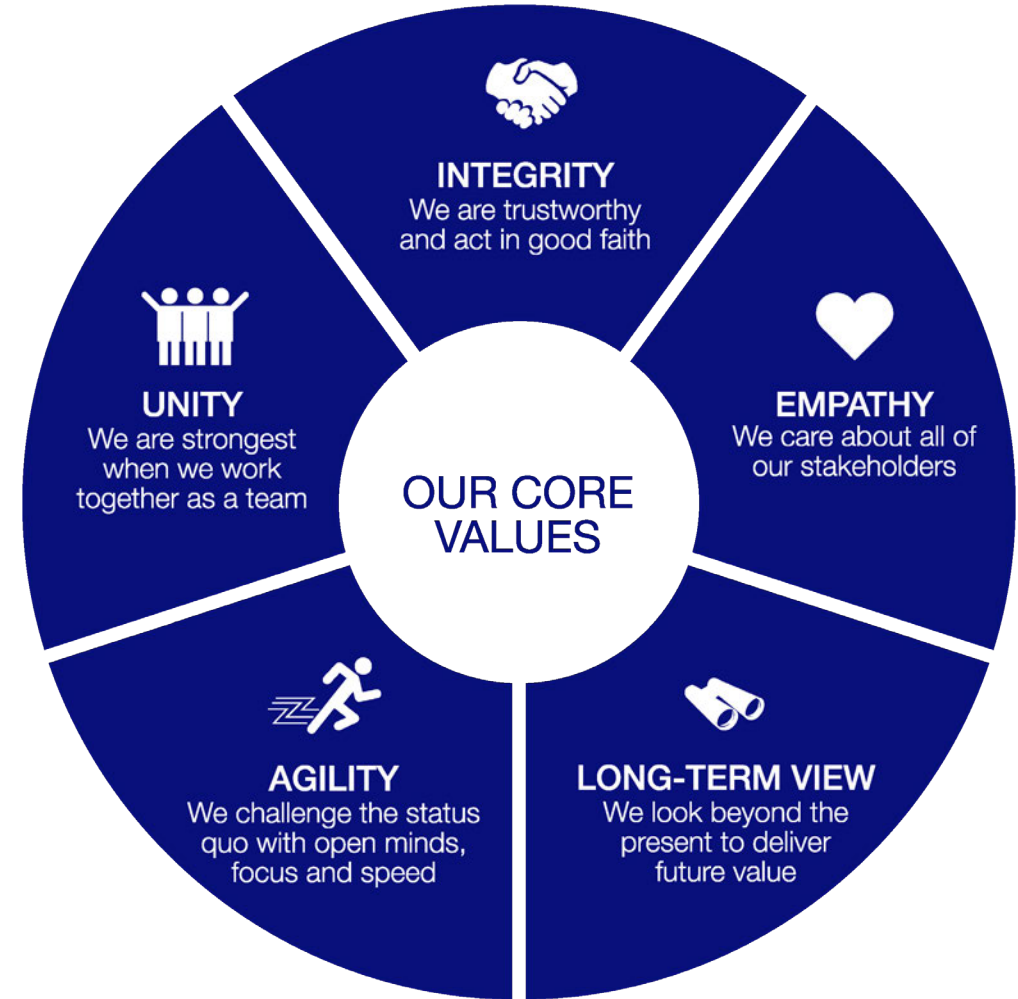 INTEGRITY
We are trustworthy
and act in good faith
EMPATHY
We care about all of
our stakeholders
LONG-TERM VIEW
We look beyond the
present to deliver
future value
AGILITY
We challenge the status
quo with open minds,
focus and speed
UNITY
We are strongest
when we work
together as a team
OUR CORE
VALUES